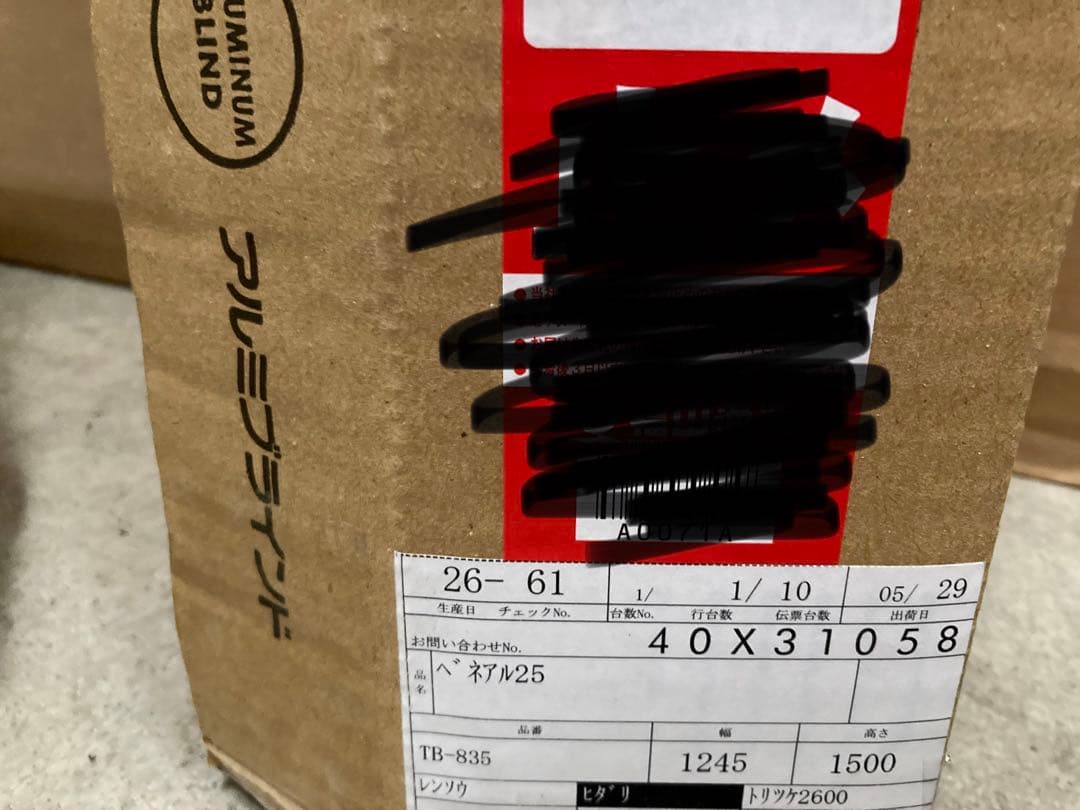 UMINUM
BLIND
アルミブラインド
A0071A
26- 61 1/ 1/ 10 05/ 29
生産日 チェックNo. 台数No. 行台数 伝票台数 出荷日
お問い合わせNo. 40X31058
品名 ﾍﾞﾈｱﾙ25
品番 幅 高さ
TB-835 1245 1500
ﾚﾝｿｳ ﾋﾀﾞﾘ ﾄﾘﾂｹ2600